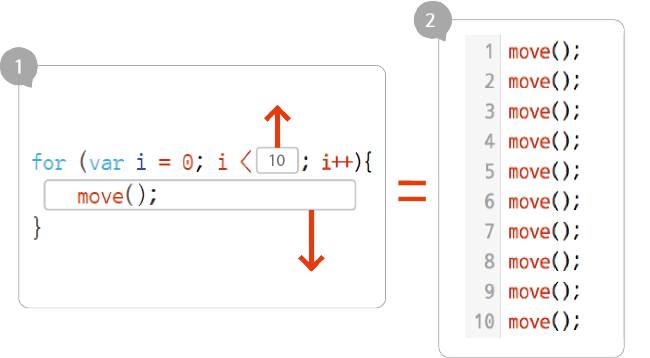 1
for (var i = 0; i < 10 ; i++){
move();
}
=
2
1 move();
2 move();
3 move();
4 move();
5 move();
6 move();
7 move();
8 move();
9 move();
10 move();